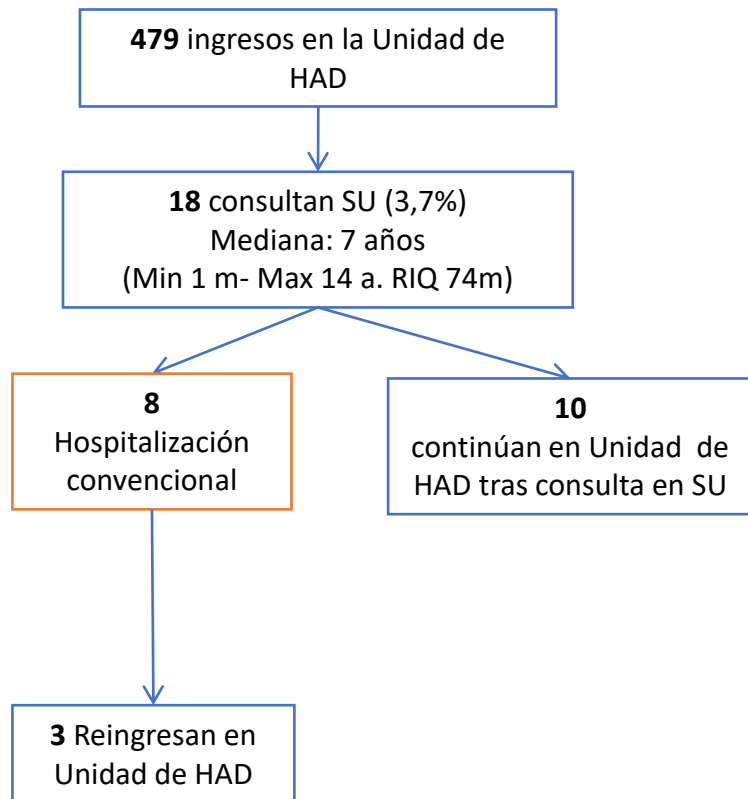 479 ingresos en la Unidad de
HAD
18 consultan SU (3,7%)
Mediana: 7 años
(Min 1 m- Max 14 a. RIQ 74m)
8
Hospitalización
convencional
10
continúan en Unidad de
HAD tras consulta en SU
3 Reingresan en
Unidad de HAD